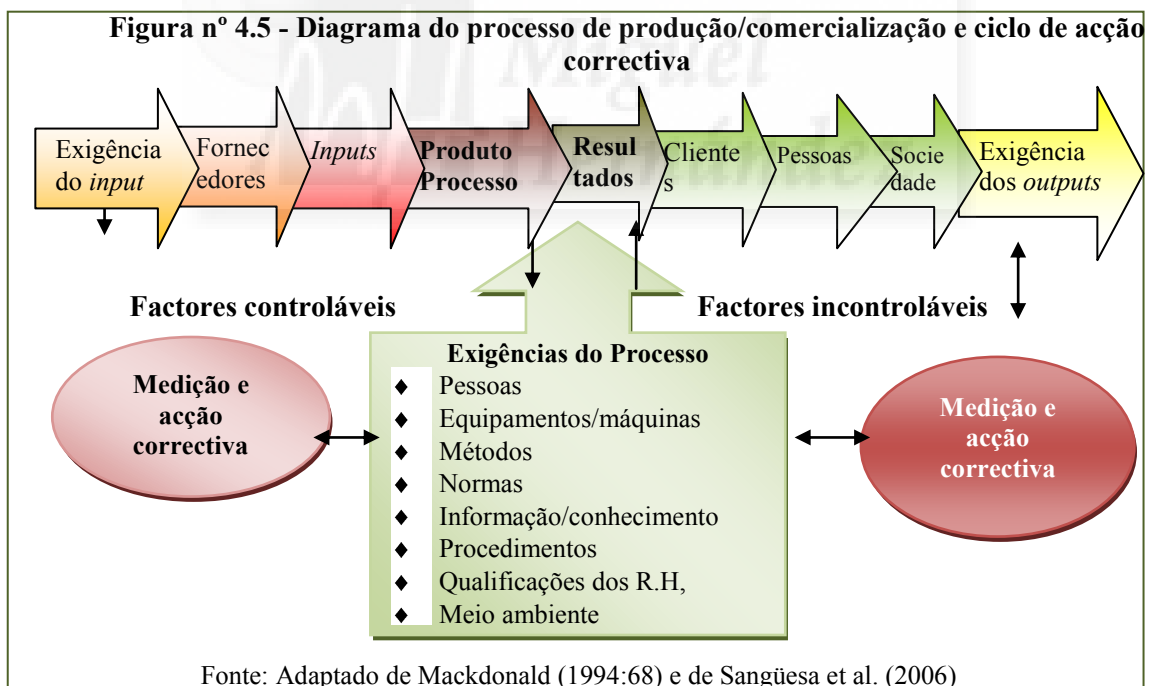 Figura nº 4.5 - Diagrama do processo de produção/comercialização e ciclo de acção
correctiva
Miguel
Hernández
Exigência
do input
Fornec
edores
Inputs
Produto
Processo
Resul
tados
Cliente
s
Pessoas
Socie
dade
Exigência
dos outputs
Factores controláveis
Factores incontroláveis
Medição e
acção
correctiva
Exigências do Processo
♦ Pessoas
♦ Equipamentos/máquinas
♦ Métodos
♦ Normas
♦ Informação/conhecimento
♦ Procedimentos
♦ Qualificações dos R.H,
♦ Meio ambiente
Medição e
acção
correctiva
Fonte: Adaptado de Mackdonald (1994:68) e de Sangüesa et al. (2006)